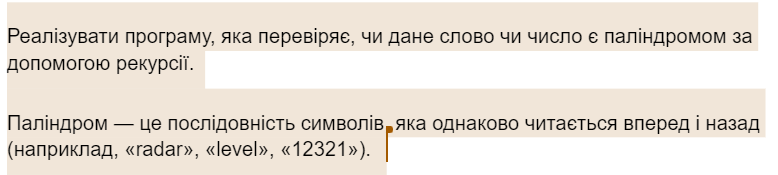 Реалізувати програму, яка перевіряє, чи дане слово чи число є паліндромом за
допомогою рекурсії.
Паліндром — це послідовність символів, яка однаково читається вперед і назад
(наприклад, «radar», «level», «12321»).